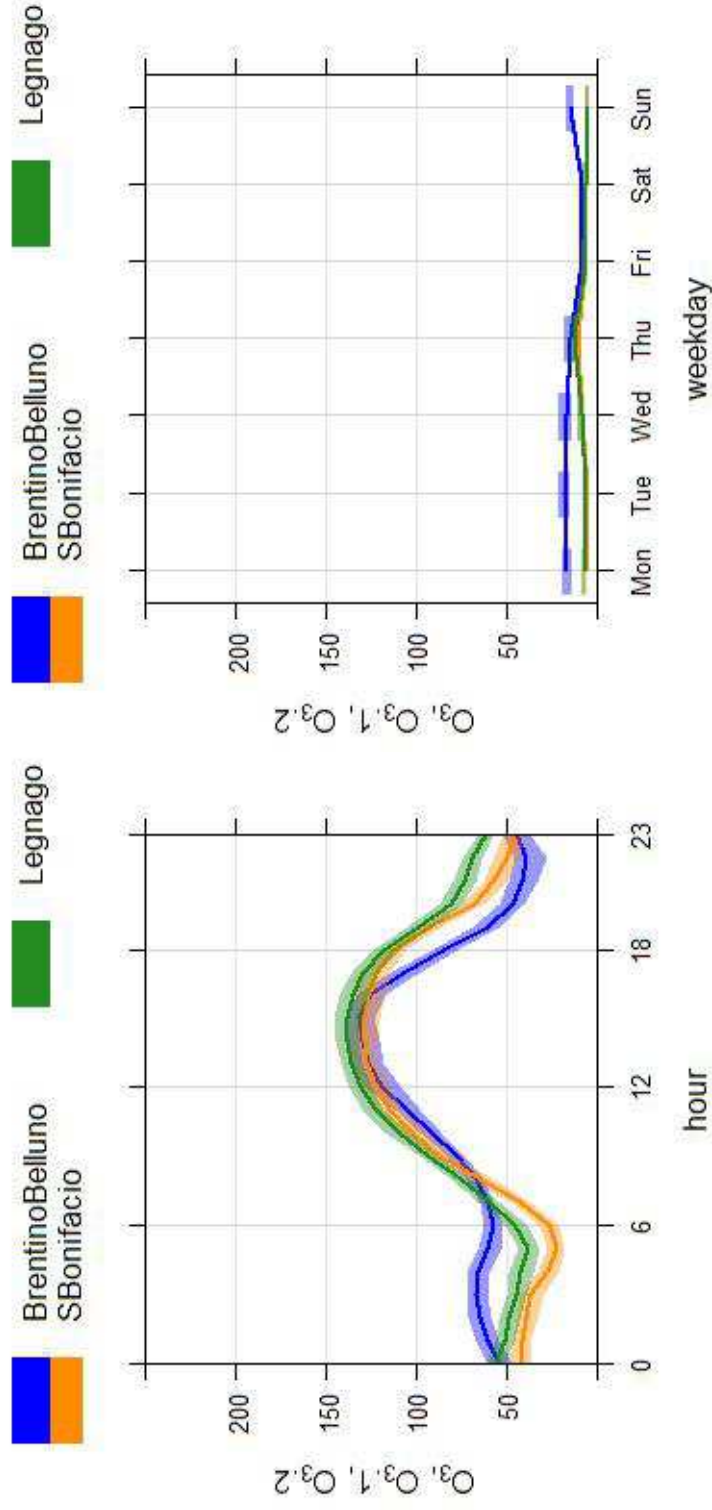 BrentinoBelluno
SBonifacio
Legnago
O₃, O₃.1, O₃.2
50
100
150
200
0
6
12
18
23
hour
BrentinoBelluno
SBonifacio
Legnago
O₃, O₃.1, O₃.2
50
100
150
200
Mon
Tue
Wed
Thu
Fri
Sat
Sun
weekday